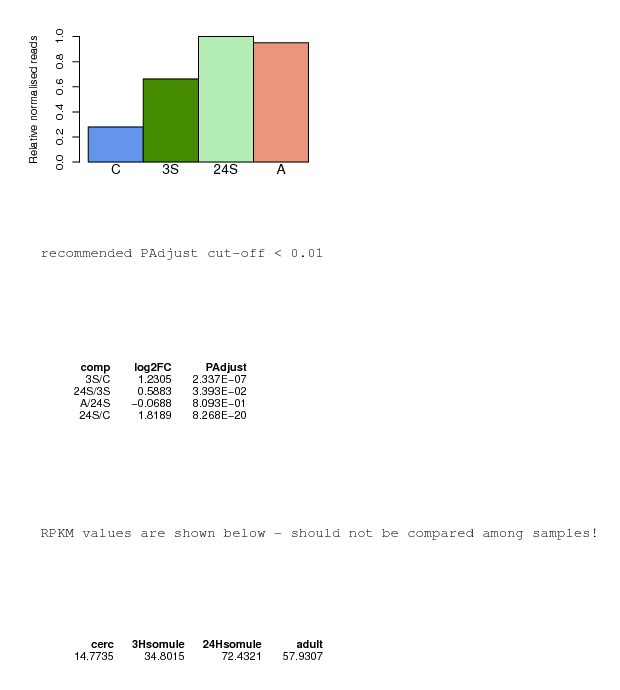 Relative normalised reads
1.0
0.8
0.6
0.4
0.2
0.0
C 3S 24S A
recommended PAdjust cut-off < 0.01
comp log2FC PAdjust
3S/C 1.2305 2.337E-07
24S/3S 0.5883 3.393E-02
A/24S -0.0688 8.093E-01
24S/C 1.8189 8.268E-20
RPKM values are shown below - should not be compared among samples!
cerc 3Hsomule 24Hsomule adult
14.7735 34.8015 72.4321 57.9307